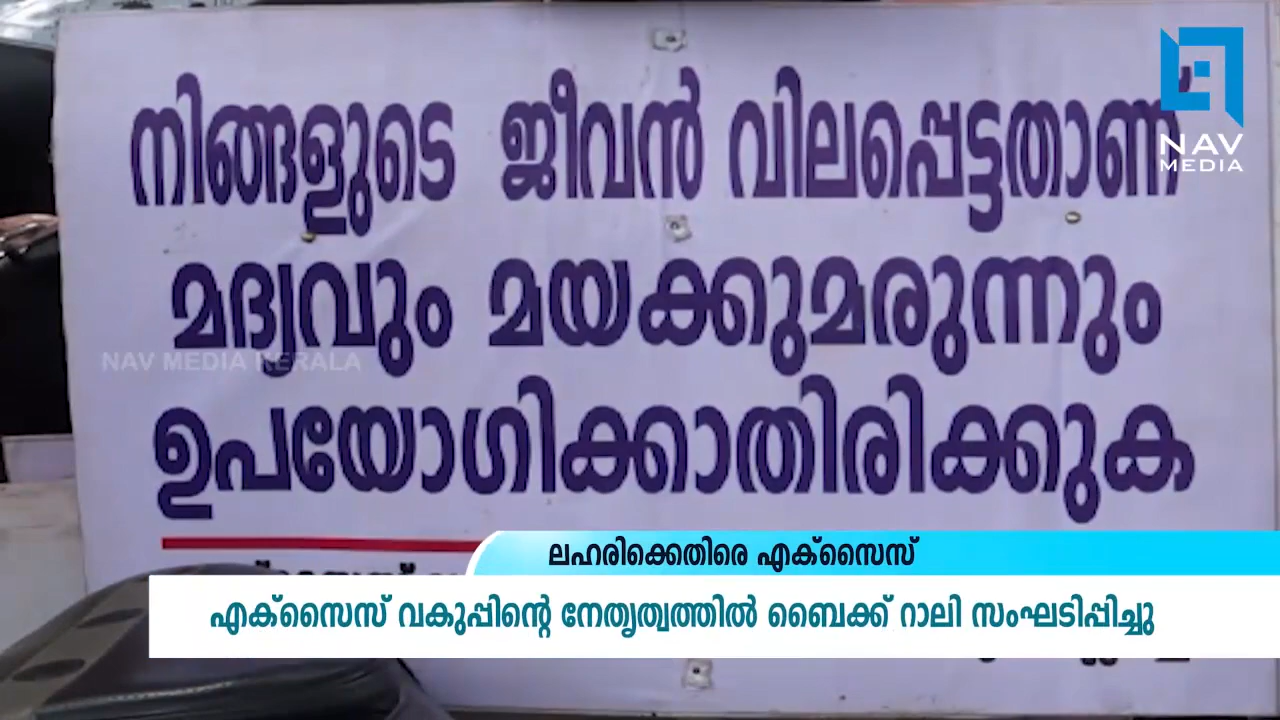 നിങ്ങളുടെ ജീവൻ വിലപ്പെട്ടതാണ്
NAV
MEDIA
മദ്യവും മയക്കുമരുന്നും
NAV MEDIA KERALA
ഉപയോഗിക്കാതിരിക്കുക
ലഹരിക്കെതിരെ എക്സൈസ്
എക്സൈസ് വകുപ്പിന്റെ നേതൃത്വത്തിൽ ബൈക്ക് റാലി സംഘടിപ്പിച്ചു